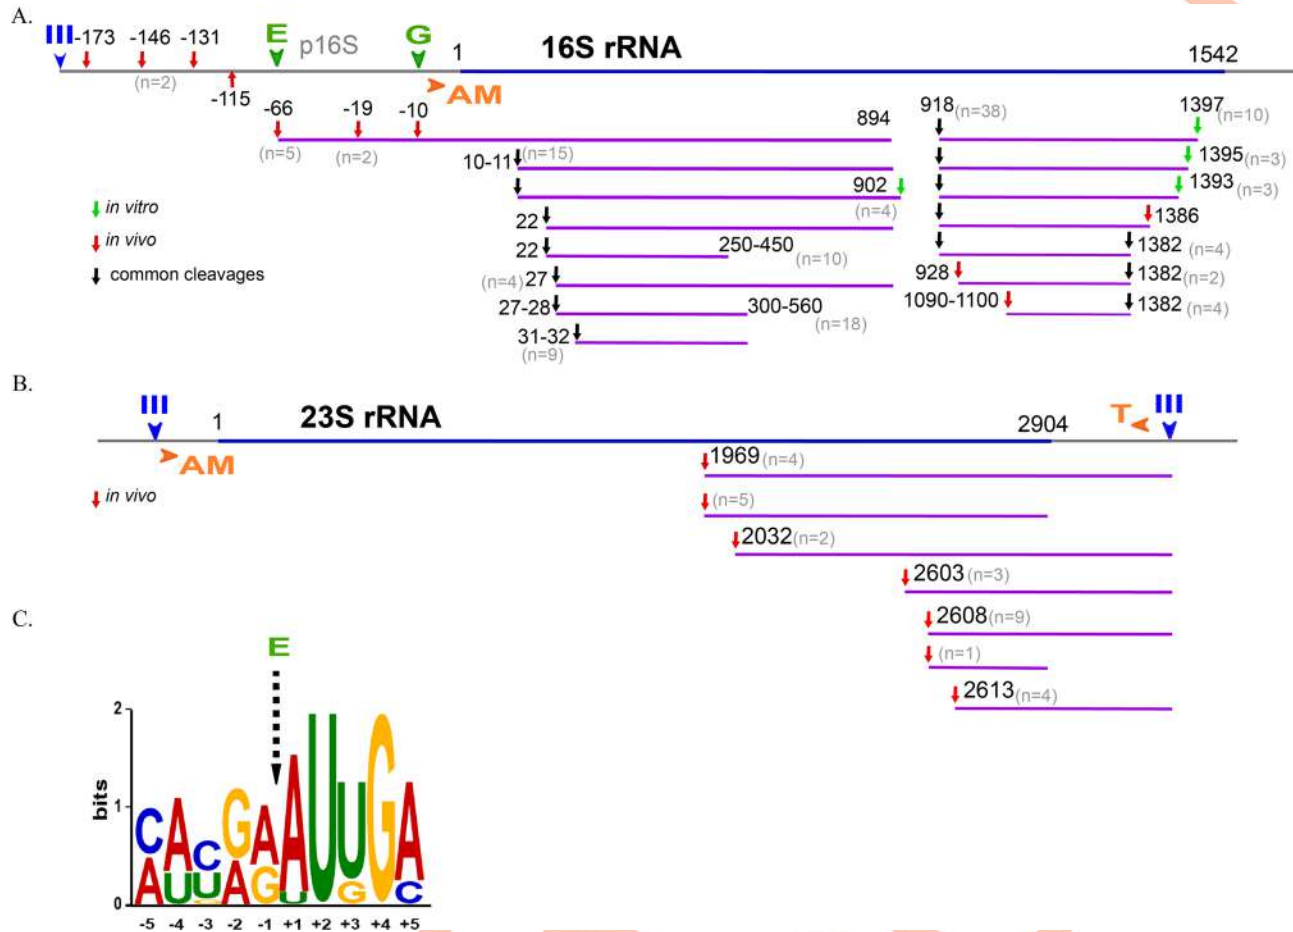 A.
III -173 -146 -131 E p16S G 1 16S rRNA 1542
(n=2)
-115 AM
-66 -19 -10 894 918 (n=38) 1397 (n=10)
(n=5) (n=2)
10-11 (n=15) 1395 (n=3)
902 1393 (n=3)
(n=4)
in vitro
22 1386
in vivo
22 250-450 (n=10) 1382 (n=4)
common cleavages
(n=4) 27 928 1382 (n=2)
27-28 300-560 (n=18) 1090-1100 1382 (n=4)
31-32
(n=9)
B.
III 1 23S rRNA 2904 T III
AM
1969 (n=4)
in vivo
(n=5)
2032 (n=2)
2603 (n=3)
C.
2608 (n=9)
E
(n=1)
2613 (n=4)
2
bits
1
0
C A C G A A U U G A
A U U A G U G C
-5 -4 -3 -2 -1 +1 +2 +3 +4 +5